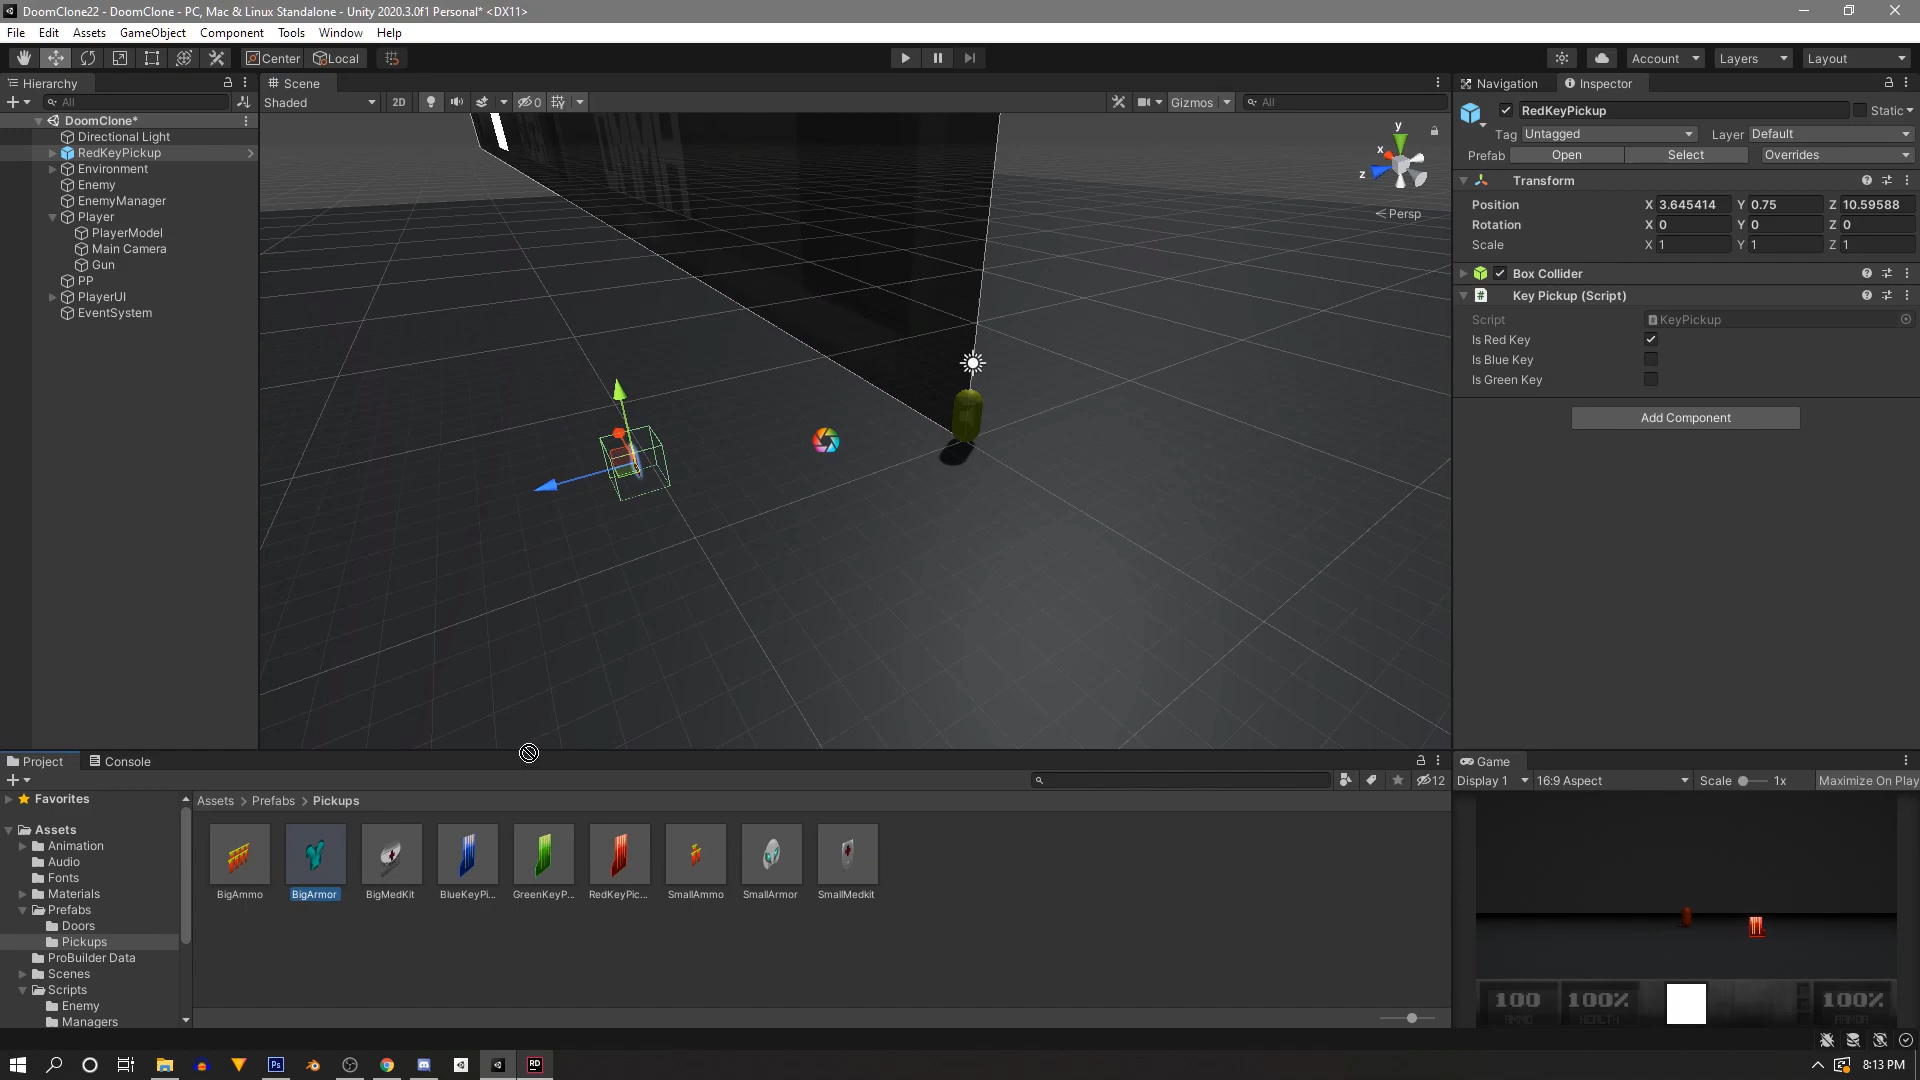 DoomClone22 - DoomClone - PC, Mac & Linux Standalone - Unity 2020.3.0f1 Personal* <DX11>
File Edit Assets GameObject Component Tools Window Help
Center Local Account Layers Layout
Hierarchy Scene Navigation Inspector
All Shaded 2D 0 Gizmos All RedKeyPickup Static
DoomClone*
Directional Light
RedKeyPickup
Environment
Enemy
EnemyManager
Player
PlayerModel
Main Camera
Gun
PP
PlayerUI
EventSystem
y
x
z
Persp
Tag Untagged Layer Default
Prefab Open Select Overrides
Transform
Position X 3.645414 Y 0.75 Z 10.59588
Rotation X 0 Y 0 Z 0
Scale X 1 Y 1 Z 1
Box Collider
Key Pickup (Script)
Script KeyPickup
Is Red Key
Is Blue Key
Is Green Key
Add Component
Project Console
12
Favorites
Assets
Animation
Audio
Fonts
Materials
Prefabs
Doors
Pickups
ProBuilder Data
Scenes
Scripts
Enemy
Managers
Assets > Prefabs > Pickups
BigAmmo BigArmor BigMedKit BlueKeyPi... GreenKeyP... RedKeyPic... SmallAmmo SmallArmor SmallMedkit
Game
Display 1 16:9 Aspect Scale 1x Maximize On Play
100 100% 100%
AMMO HEALTH ARMOR
Ps RD 8:13 PM